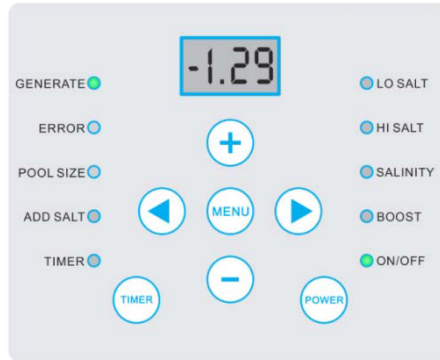 -1.29
GENERATE
LO SALT
ERROR
HI SALT
+
POOL SIZE
SALINITY
MENU
ADD SALT
BOOST
TIMER
ON/OFF
-
TIMER
POWER